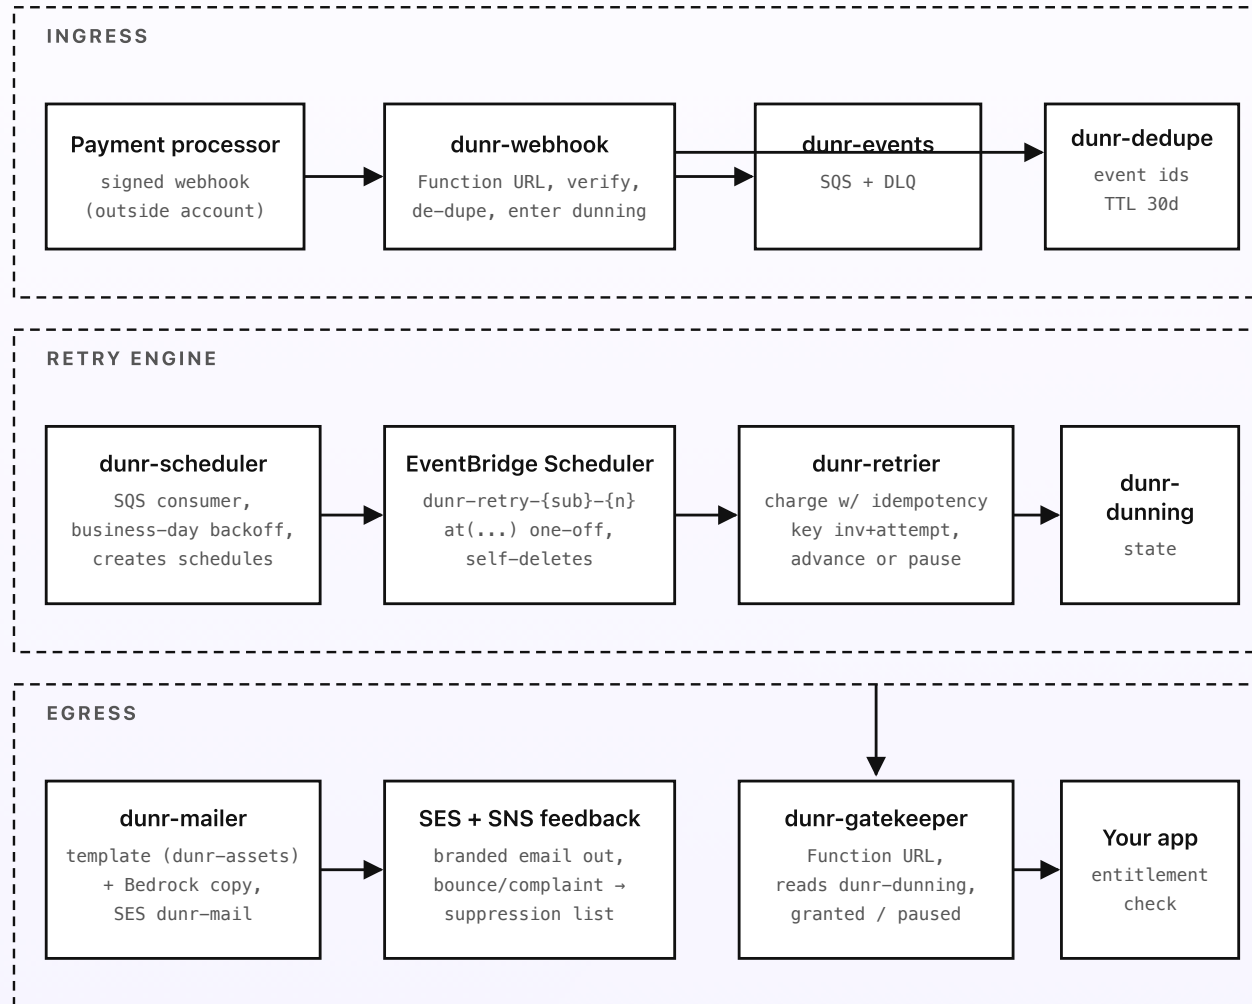 INGRESS
Payment processor
signed webhook
(outside account)
dunr-webhook
Function URL, verify,
de-dupe, enter dunning
dunr-events
SQS + DLQ
dunr-dedupe
event ids
TTL 30d
RETRY ENGINE
dunr-scheduler
SQS consumer,
business-day backoff,
creates schedules
EventBridge Scheduler
dunr-retry-{sub}-{n}
at(...) one-off,
self-deletes
dunr-retrier
charge w/ idempotency
key inv+attempt,
advance or pause
dunr-
dunning
state
EGRESS
dunr-mailer
template (dunr-assets)
+ Bedrock copy,
SES dunr-mail
SES + SNS feedback
branded email out,
bounce/complaint →
suppression list
dunr-gatekeeper
Function URL,
reads dunr-dunning,
granted / paused
Your app
entitlement
check